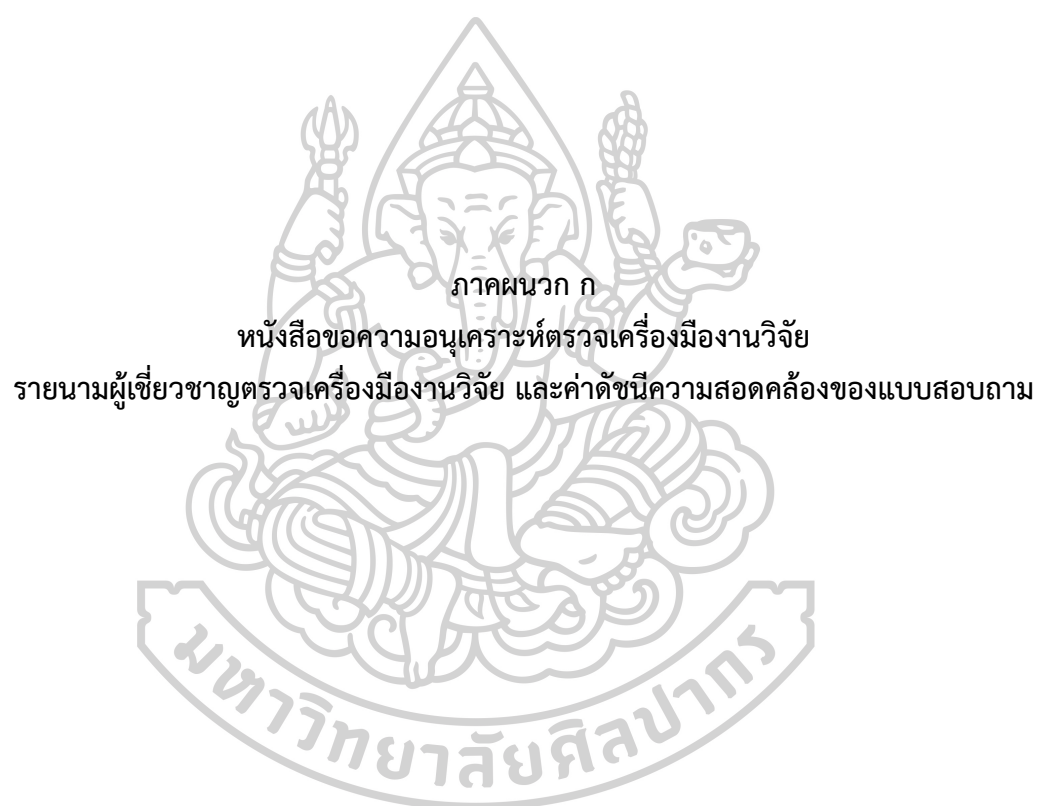 ภาคผนวก ก
หนังสือขอความอนุเคราะห์ตรวจเครื่องมืองานวิจัย
รายนามผู้เชี่ยวชาญตรวจเครื่องมืองานวิจัย และค่าดัชนีความสอดคล้องของแบบสอบถาม
มหาวิทยาลัยศิลปากร